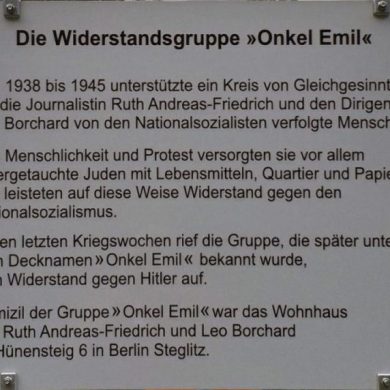 Die Widerstandsgruppe »Onkel Emil«
1938 bis 1945 unterstützte ein Kreis von Gleichgesinnt
die Journalistin Ruth Andreas-Friedrich und den Dirigen
Borchard von den Nationalsozialisten verfolgte Mensch
Menschlichkeit und Protest versorgten sie vor allem
ergetauchte Juden mit Lebensmitteln, Quartier und Papie
leisteten auf diese Weise Widerstand gegen den
ionalsozialismus.
en letzten Kriegswochen rief die Gruppe, die später unter
n Decknamen »Onkel Emil« bekannt wurde,
n Widerstand gegen Hitler auf.
mizil der Gruppe »Onkel Emil« war das Wohnhaus
Ruth Andreas-Friedrich und Leo Borchard
Hünensteig 6 in Berlin Steglitz.